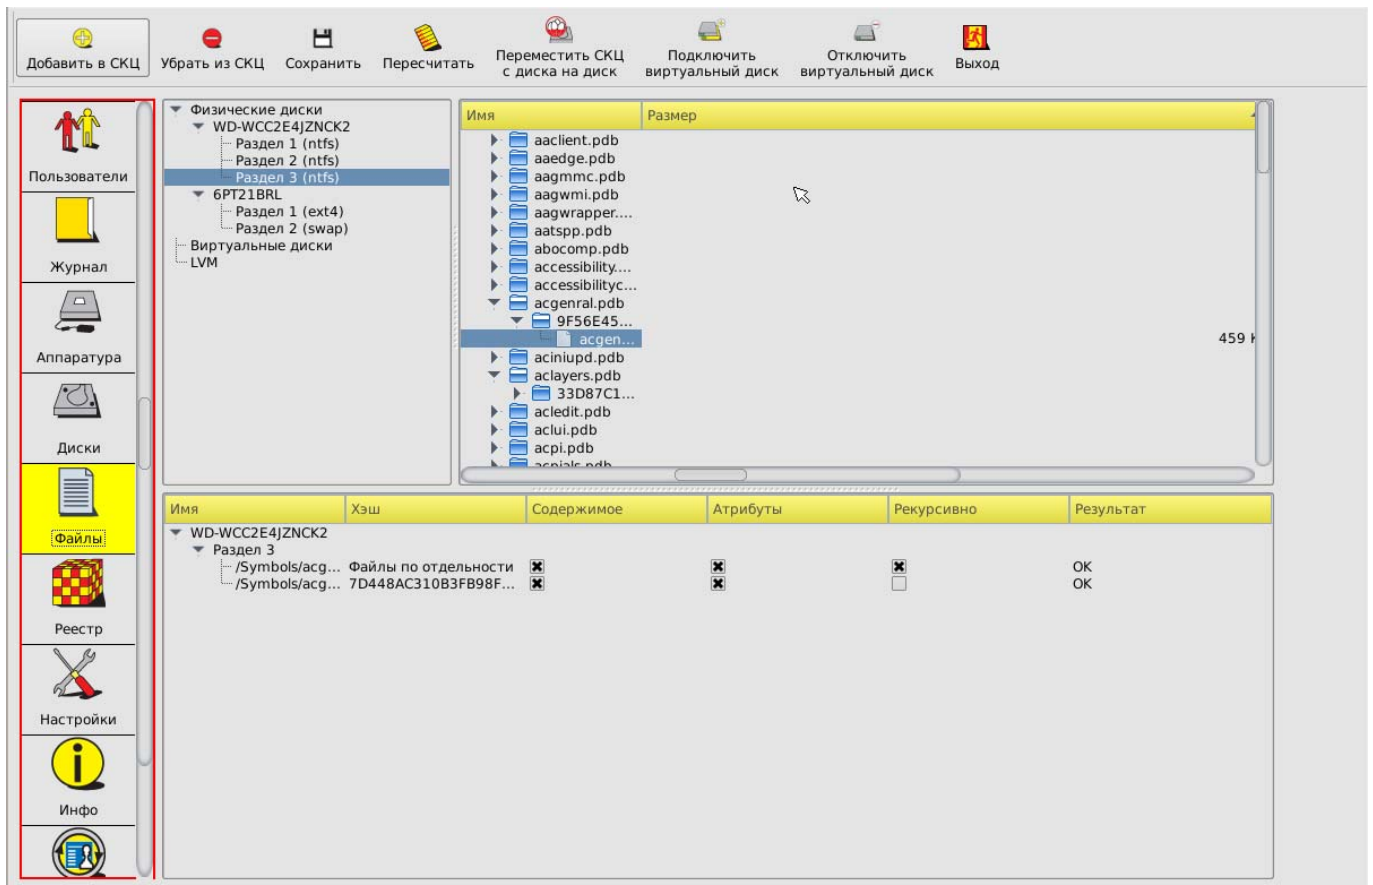 Добавить в СКЦ
Убрать из СКЦ
Сохранить
Пересчитать
Переместить СКЦ
с диска на диск
Подключить
виртуальный диск
Отключить
виртуальный диск
Выход
Пользователи
Журнал
Аппаратура
Диски
Файлы
Реестр
Настройки
Инфо
Физические диски
WD-WCC2E4JZNCK2
Раздел 1 (ntfs)
Раздел 2 (ntfs)
Раздел 3 (ntfs)
6PT21BRL
Раздел 1 (ext4)
Раздел 2 (swap)
Виртуальные диски
LVM
Имя Размер
aaclient.pdb
aaedge.pdb
aagmmc.pdb
aagwmi.pdb
aagwrapper....
aatspp.pdb
abocomp.pdb
accessibility....
accessibilityc...
acgenral.pdb
9F56E45...
acgen... 459
aciniupd.pdb
aclayers.pdb
33D87C1...
acledit.pdb
aclui.pdb
acpi.pdb
Имя Хэш Содержимое Атрибуты Рекурсивно Результат
WD-WCC2E4JZNCK2
Раздел 3
/Symbols/acg... Файлы по отдельности OK
/Symbols/acg... 7D448AC310B3FB98F... OK